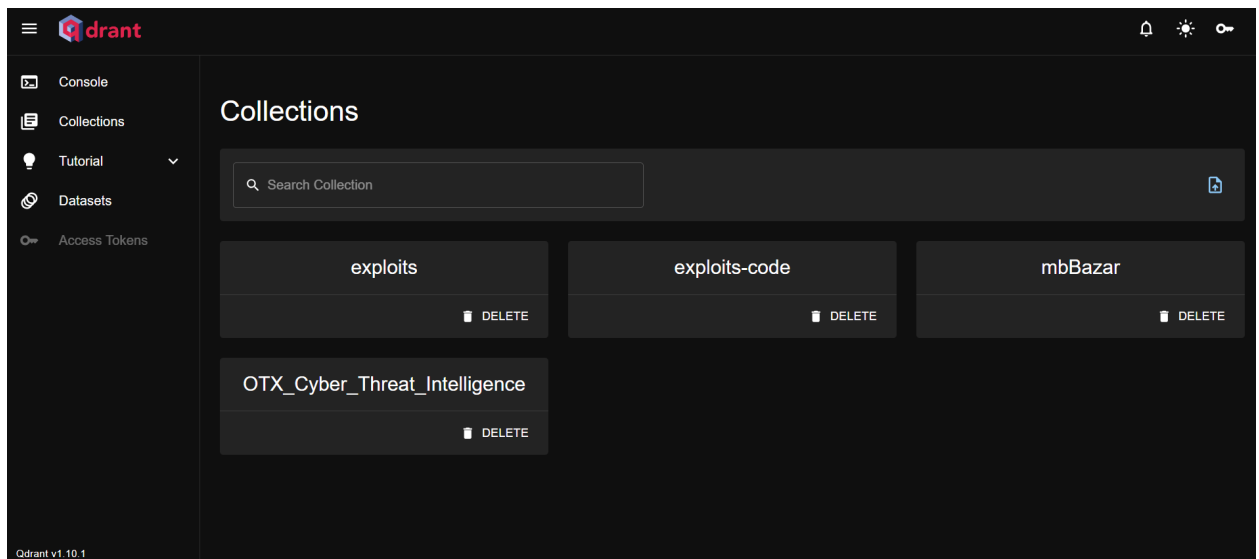 qdrant
Console
Collections
Tutorial
Datasets
Access Tokens
Qdrant v1.10.1
Collections
Search Collection
exploits
DELETE
exploits-code
DELETE
mbBazar
DELETE
OTX_Cyber_Threat_Intelligence
DELETE